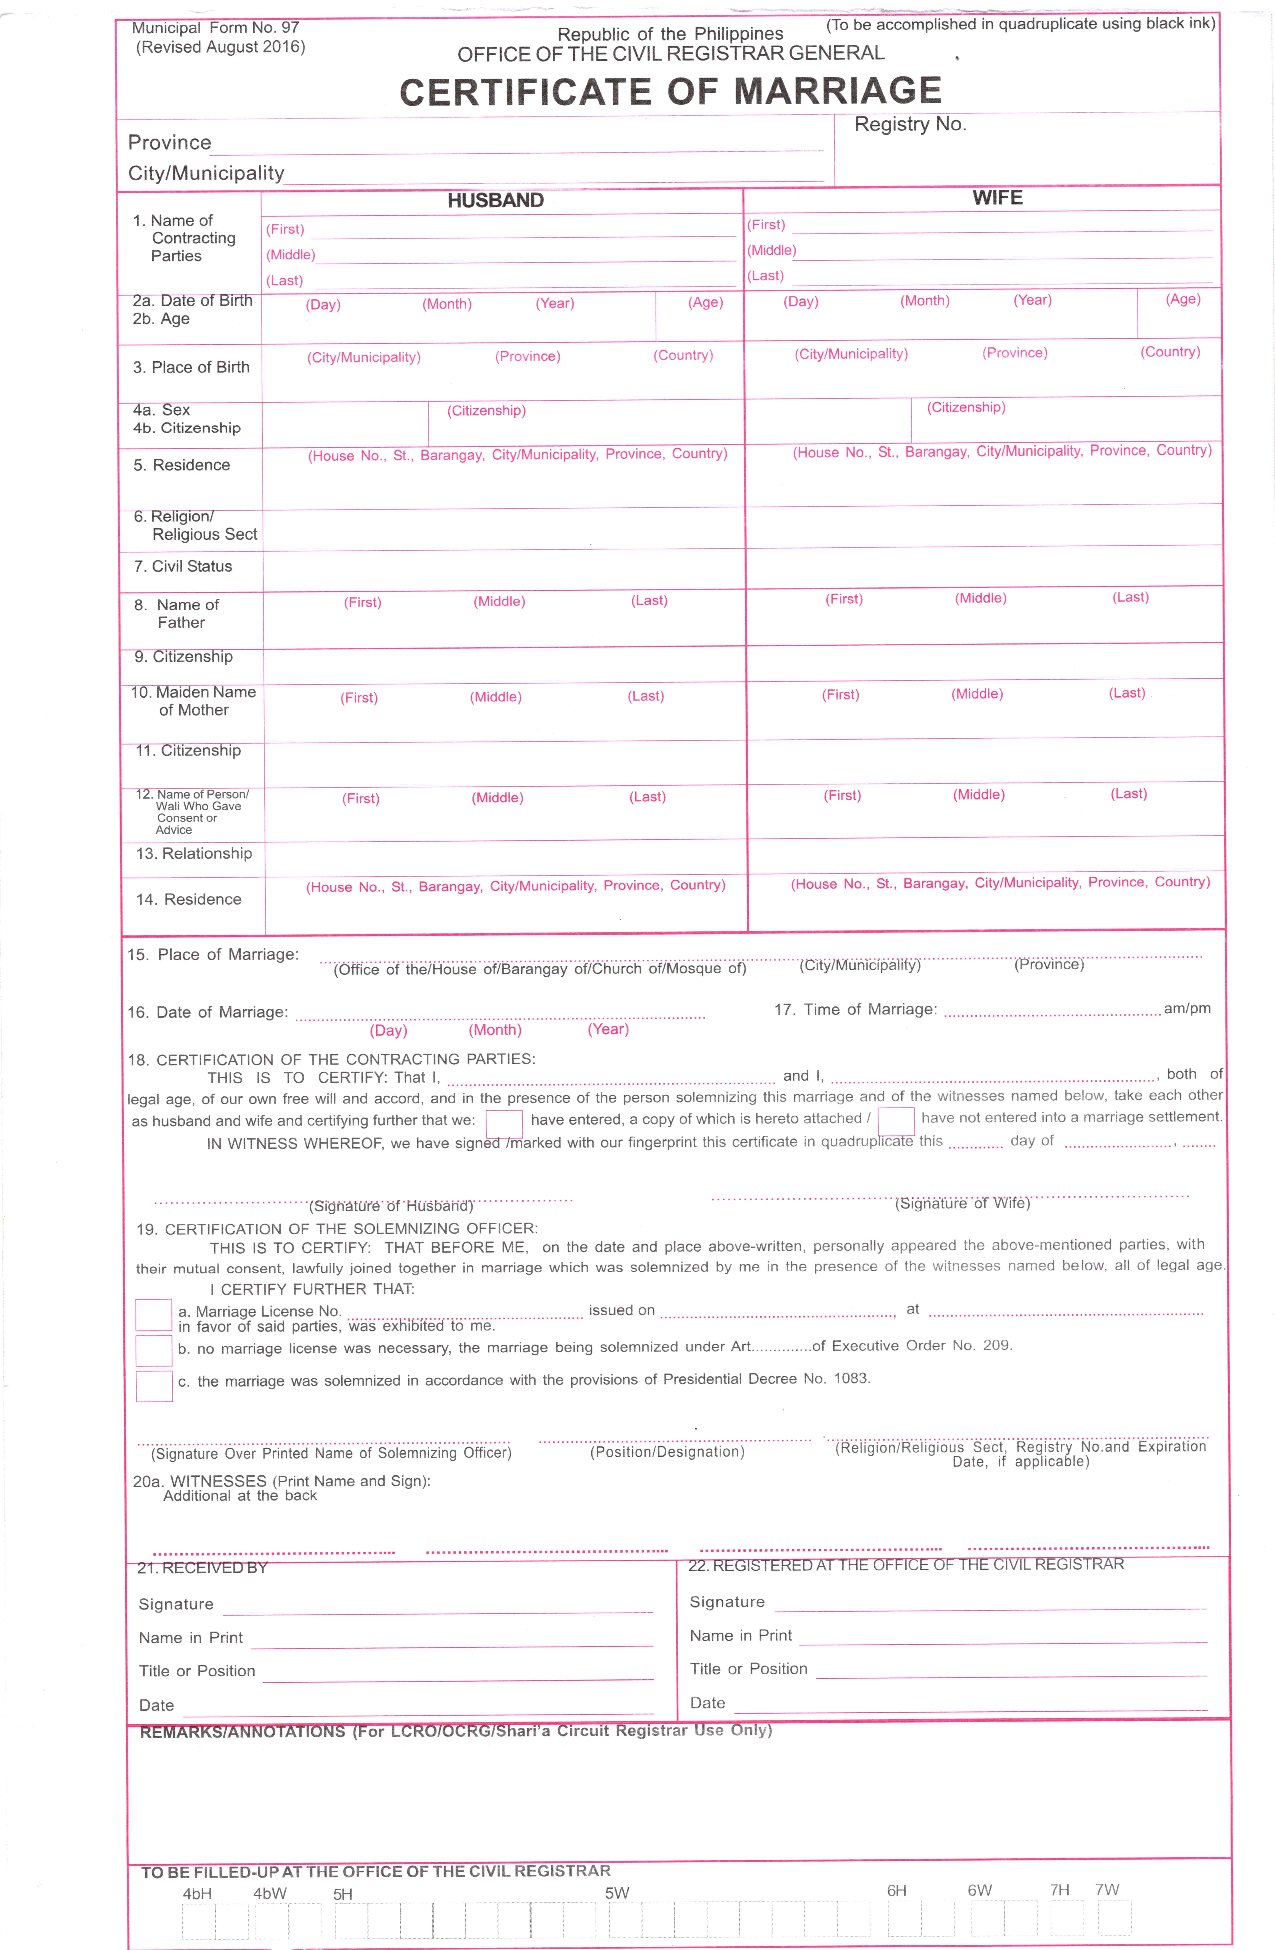 Municipal Form No. 97
(Revised August 2016)
(To be accomplished in quadruplicate using black ink)
Republic of the Philippines
OFFICE OF THE CIVIL REGISTRAR GENERAL
CERTIFICATE OF MARRIAGE
Province
Registry No.
City/Municipality
HUSBAND WIFE
1. Name of Contracting Parties
(First) (First)
(Middle) (Middle)
(Last) (Last)
2a. Date of Birth
2b. Age
(Day) (Month) (Year) (Age) (Day) (Month) (Year) (Age)
3. Place of Birth
(City/Municipality) (Province) (Country) (City/Municipality) (Province) (Country)
4a. Sex
4b. Citizenship
(Citizenship) (Citizenship)
5. Residence
(House No., St., Barangay, City/Municipality, Province, Country) (House No., St., Barangay, City/Municipality, Province, Country)
6. Religion/
Religious Sect
7. Civil Status
8. Name of
Father
(First) (Middle) (Last) (First) (Middle) (Last)
9. Citizenship
10. Maiden Name
of Mother
(First) (Middle) (Last) (First) (Middle) (Last)
11. Citizenship
12. Name of Person/
Wali Who Gave
Consent or
Advice
(First) (Middle) (Last) (First) (Middle) (Last)
13. Relationship
14. Residence
(House No., St., Barangay, City/Municipality, Province, Country) (House No., St., Barangay, City/Municipality, Province, Country)
15. Place of Marriage:
(Office of the/House of/Barangay of/Church of/Mosque of) (City/Municipality) (Province)
16. Date of Marriage: 17. Time of Marriage: am/pm
(Day) (Month) (Year)
18. CERTIFICATION OF THE CONTRACTING PARTIES:
THIS IS TO CERTIFY: That I, and I, , both of
legal age, of our own free will and accord, and in the presence of the person solemnizing this marriage and of the witnesses named below, take each other
as husband and wife and certifying further that we: have entered, a copy of which is hereto attached / have not entered into a marriage settlement.
IN WITNESS WHEREOF, we have signed /marked with our fingerprint this certificate in quadruplicate this day of ,
(Signature of Husband) (Signature of Wife)
19. CERTIFICATION OF THE SOLEMNIZING OFFICER:
THIS IS TO CERTIFY: THAT BEFORE ME, on the date and place above-written, personally appeared the above-mentioned parties, with
their mutual consent, lawfully joined together in marriage which was solemnized by me in the presence of the witnesses named below, all of legal age.
I CERTIFY FURTHER THAT:
a. Marriage License No. issued on , at
in favor of said parties, was exhibited to me.
b. no marriage license was necessary, the marriage being solemnized under Art..............of Executive Order No. 209.
c. the marriage was solemnized in accordance with the provisions of Presidential Decree No. 1083.
(Signature Over Printed Name of Solemnizing Officer) (Position/Designation) (Religion/Religious Sect, Registry No.and Expiration
Date, if applicable)
20a. WITNESSES (Print Name and Sign):
Additional at the back
21. RECEIVED BY 22. REGISTERED AT THE OFFICE OF THE CIVIL REGISTRAR
Signature Signature
Name in Print Name in Print
Title or Position Title or Position
Date Date
REMARKS/ANNOTATIONS (For LCRO/OCRG/Shari'a Circuit Registrar Use Only)
TO BE FILLED-UP AT THE OFFICE OF THE CIVIL REGISTRAR
4bH 4bW 5H 5W 6H 6W 7H 7W